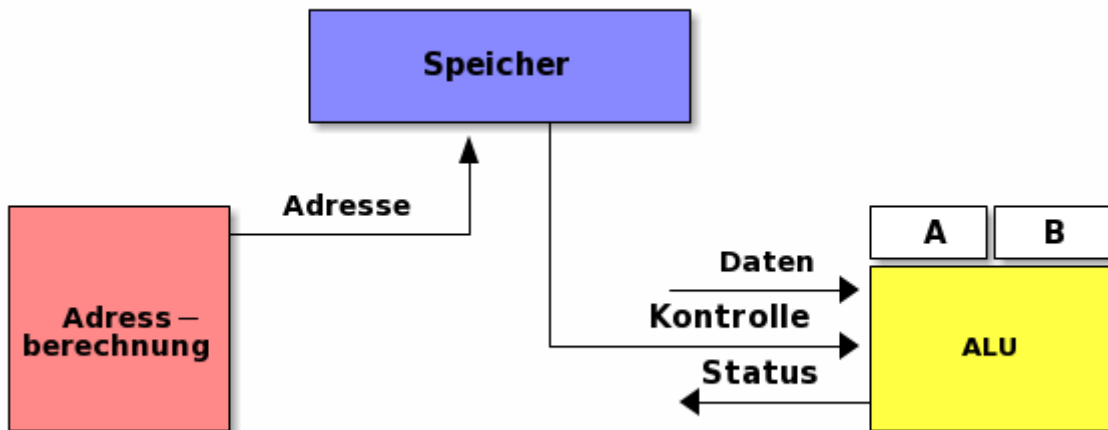 Speicher
Adresse
A
B
Daten
Adress–
berechnung
Kontrolle
ALU
Status